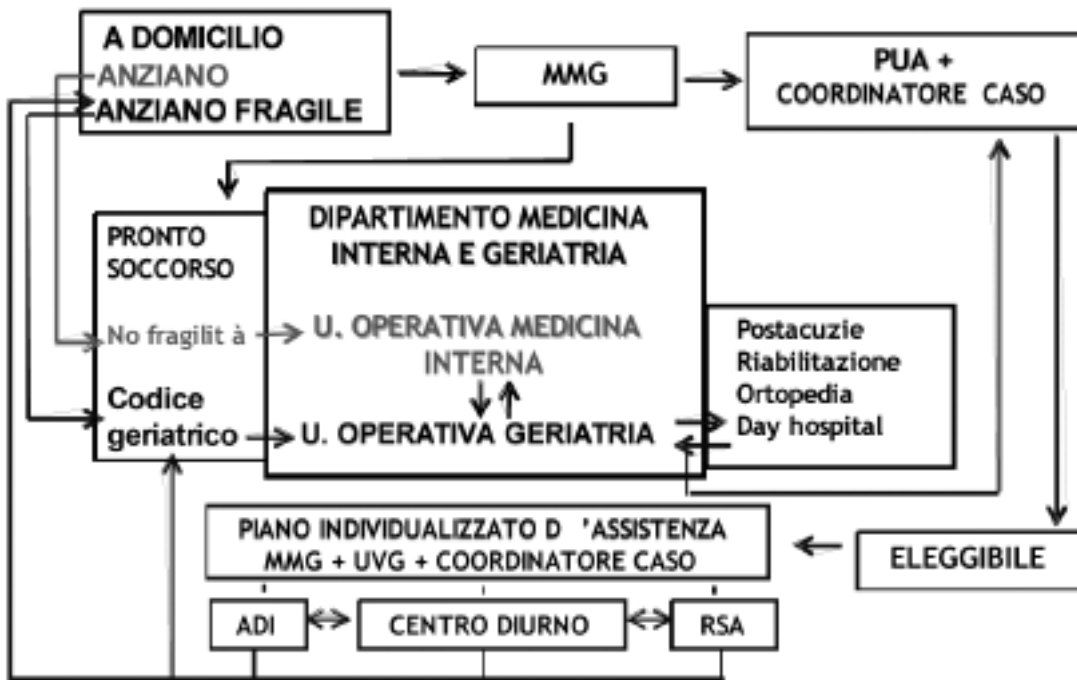 A DOMICILIO
ANZIANO
ANZIANO FRAGILE
MMG
PUA +
COORDINATORE CASO
PRONTO
SOCCORSO
No fragilit à
Codice
geriatrico
DIPARTIMENTO MEDICINA
INTERNA E GERIATRIA
U. OPERATIVA MEDICINA
INTERNA
U. OPERATIVA GERIATRIA
Postacuzie
Riabilitazione
Ortopedia
Day hospital
PIANO INDIVIDUALIZZATO D 'ASSISTENZA
MMG + UVG + COORDINATORE CASO
ELEGGIBILE
ADI
CENTRO DIURNO
RSA